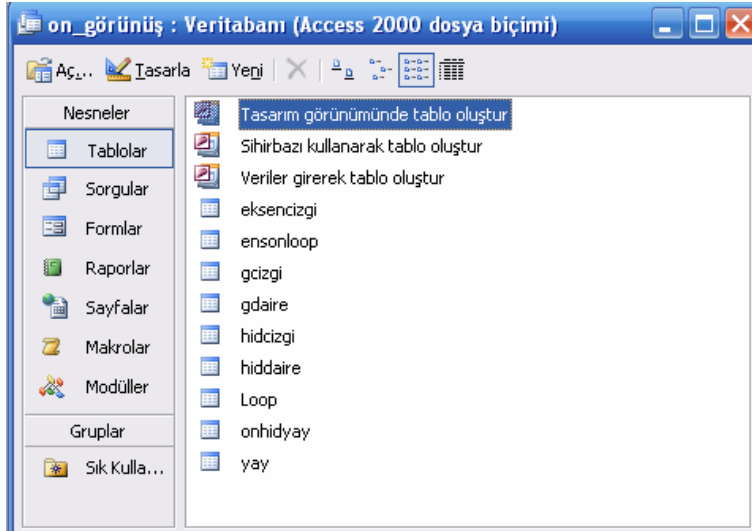 on_görünüş : Veritabanı (Access 2000 dosya biçimi)
Aç... Tasarla Yeni
Nesneler
Tablolar
Sorgular
Formlar
Raporlar
Sayfalar
Makrolar
Modüller
Gruplar
Sık Kulla...
Tasarım görünümünde tablo oluştur
Sihirbazı kullanarak tablo oluştur
Veriler girerek tablo oluştur
eksencizgi
ensonloop
gcizgi
gdaire
hidcizgi
hiddaire
Loop
onhidyay
yay